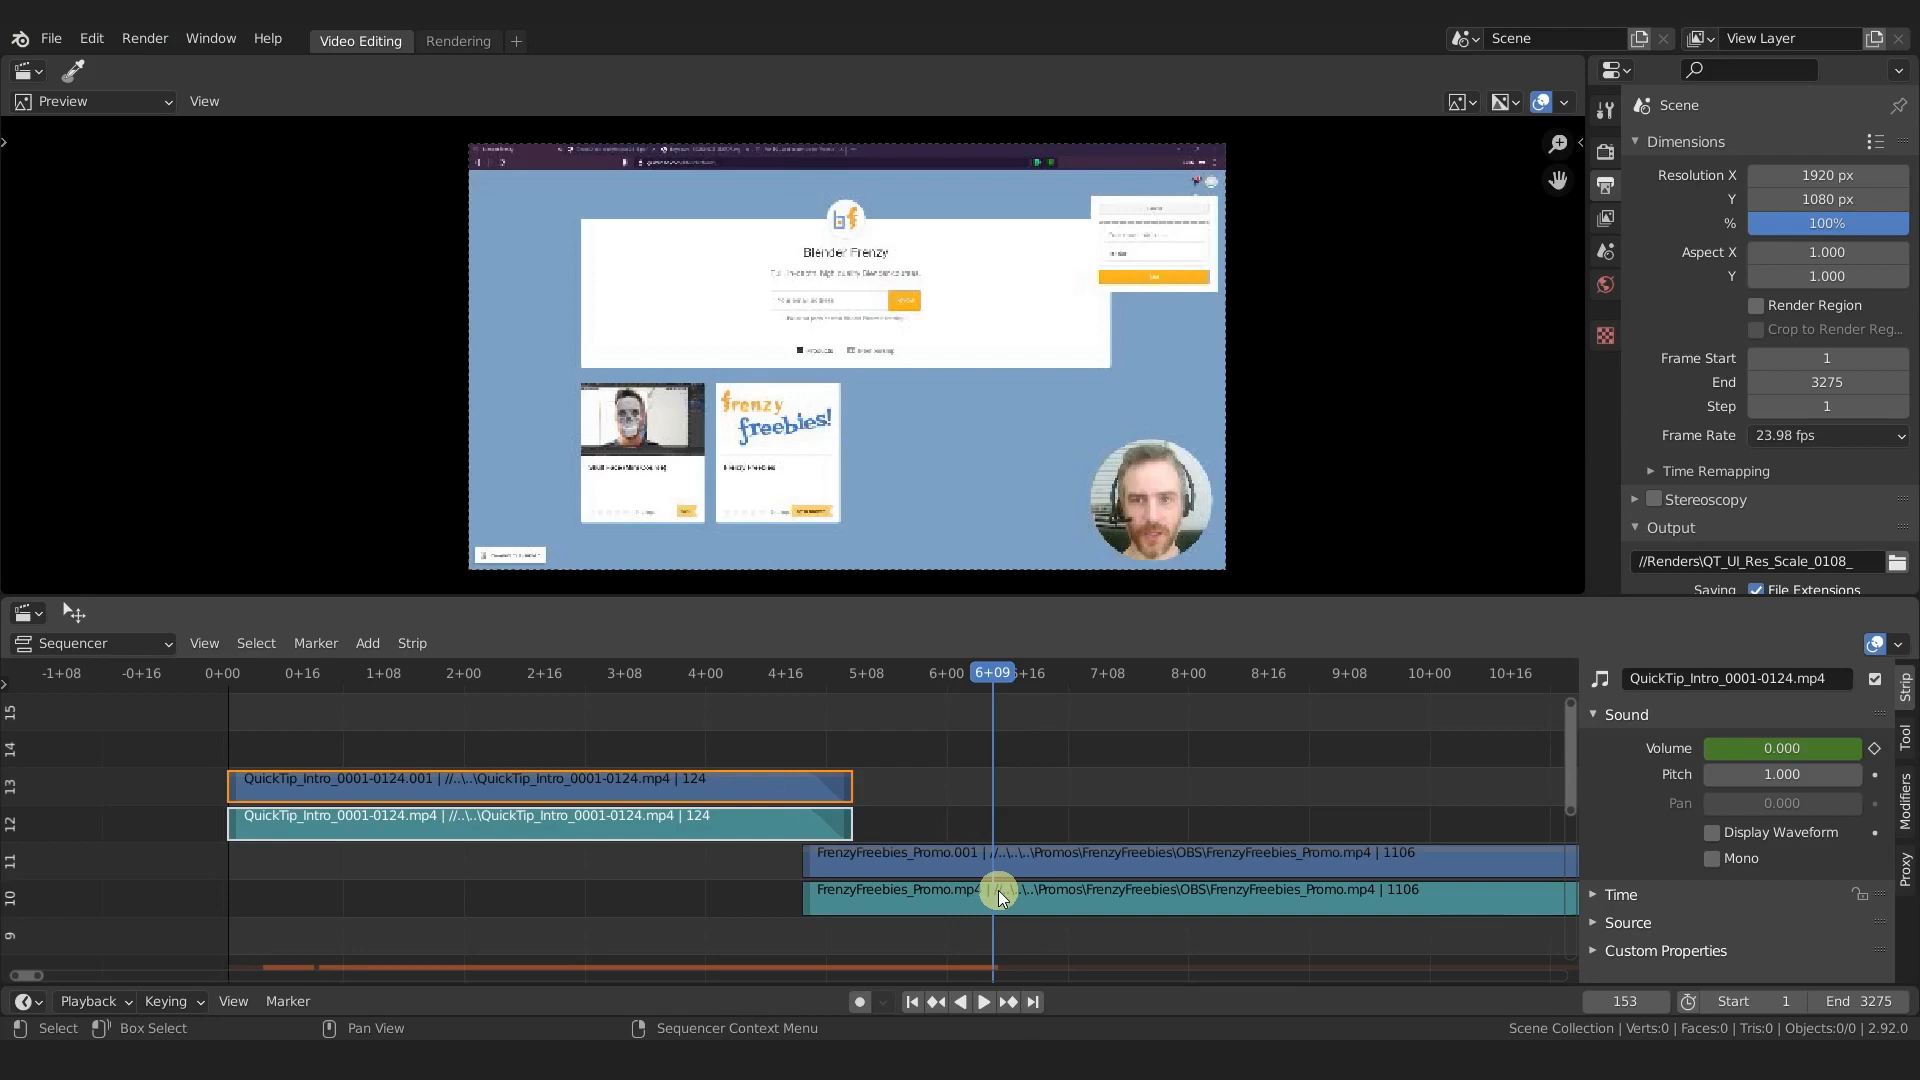 File Edit Render Window Help Video Editing Rendering + Scene View Layer
Preview View
Scene
Dimensions
Resolution X 1920 px
Y 1080 px
% 100%
Aspect X 1.000
Y 1.000
Render Region
Crop to Render Reg...
Frame Start 1
End 3275
Step 1
Frame Rate 23.98 fps
Time Remapping
Stereoscopy
Output
//Renders\QT_UI_Res_Scale_0108_
Saving File Extensions
bf
Blender Frenzy
frenzy
freebies!
Frenzy Freebies
Sequencer View Select Marker Add Strip
-1+08 -0+16 0+00 0+16 1+08 2+00 2+16 3+08 4+00 4+16 5+08 6+00 6+09 6+16 7+08 8+00 8+16 9+08 10+00 10+16
15
14
13
12
11
10
9
QuickTip_Intro_0001-0124.001 | //..\..\QuickTip_Intro_0001-0124.mp4 | 124
QuickTip_Intro_0001-0124.mp4 | //..\..\QuickTip_Intro_0001-0124.mp4 | 124
FrenzyFreebies_Promo.001 | //..\..\..\Promos\FrenzyFreebies\OBS\FrenzyFreebies_Promo.mp4 | 1106
FrenzyFreebies_Promo.mp4 | //..\..\..\Promos\FrenzyFreebies\OBS\FrenzyFreebies_Promo.mp4 | 1106
QuickTip_Intro_0001-0124.mp4
Sound
Volume 0.000
Pitch 1.000
Pan 0.000
Display Waveform
Mono
Time
Source
Custom Properties
Strip
Tool
Modifiers
Proxy
Playback Keying View Marker 153 Start 1 End 3275
Select Box Select Pan View Sequencer Context Menu Scene Collection | Verts:0 | Faces:0 | Tris:0 | Objects:0/0 | 2.92.0